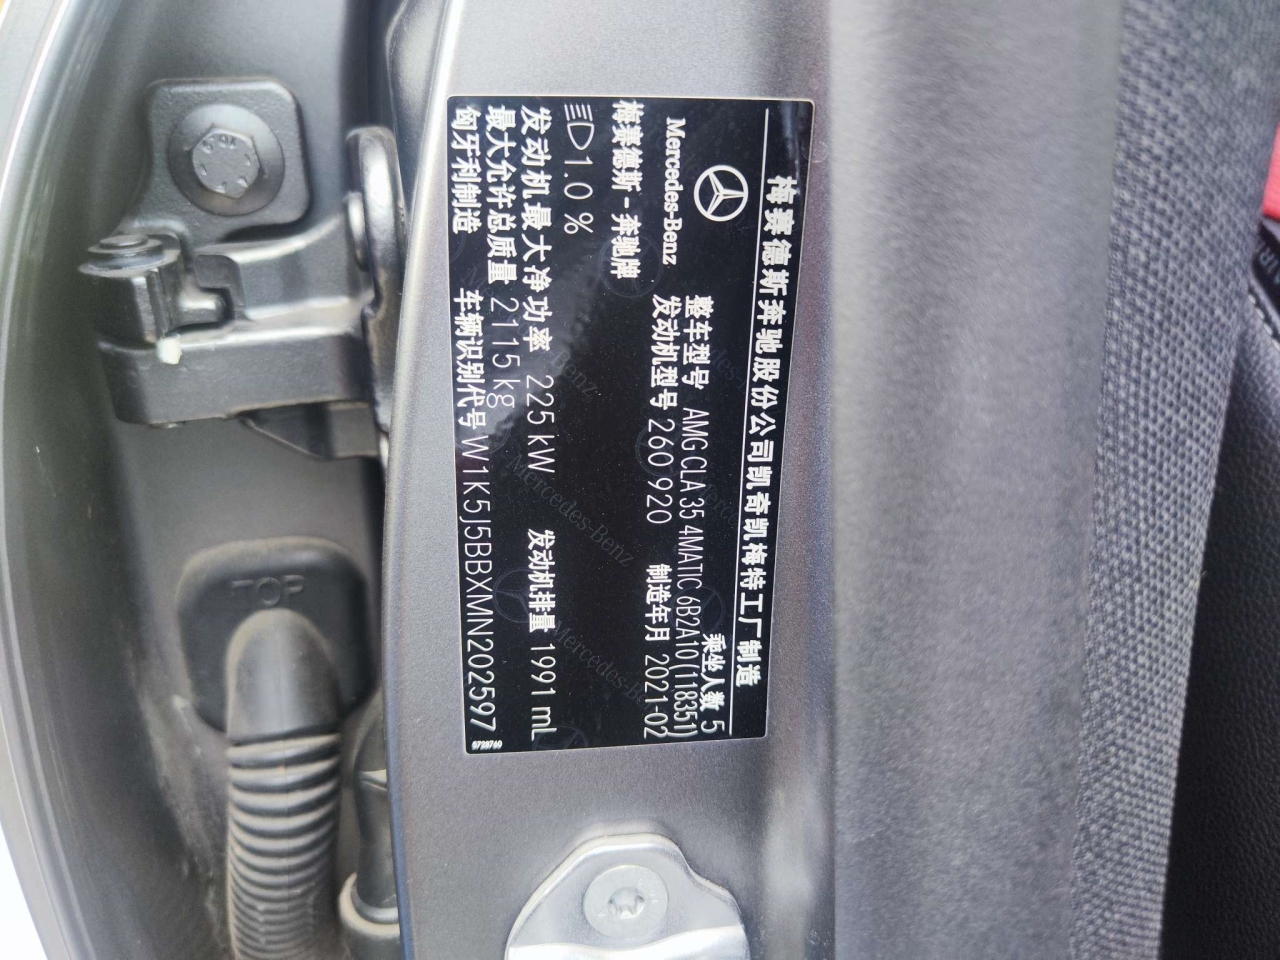 梅赛德斯奔驰股份公司凯奇凯梅特工厂制造
乘坐人数 5
Mercedes-Benz
整车型号 AMG CLA 35 4MATIC 6B2A10(118351)
发动机型号 260 920
制造年月 2021-02
梅赛德斯-奔驰牌
1.0 %
发动机最大净功率 225 kW
发动机排量 1991 mL
最大允许总质量 2115 kg
匈牙利制造
车辆识别代号 W1K5J5BBXMN202597
TOP